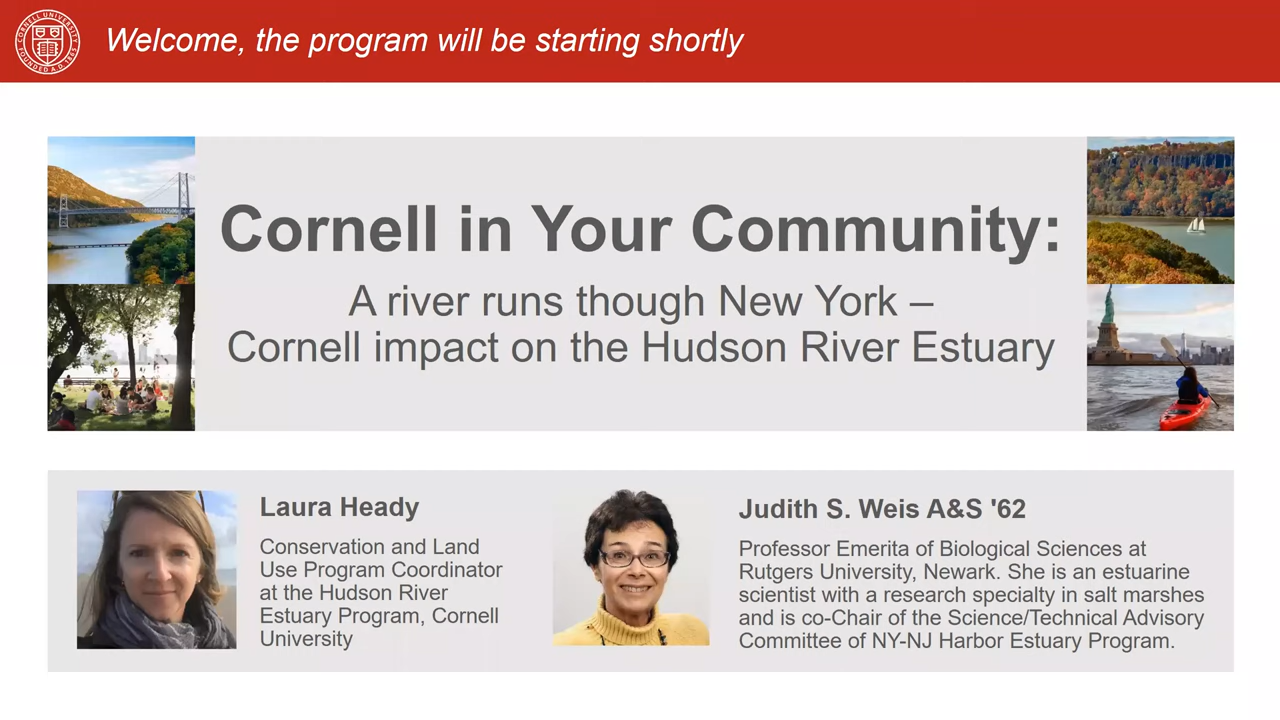 CORNELL UNIVERSITY
FOUNDED A.D. 1865
Welcome, the program will be starting shortly
Cornell in Your Community:
A river runs though New York –
Cornell impact on the Hudson River Estuary
Laura Heady
Conservation and Land
Use Program Coordinator
at the Hudson River
Estuary Program, Cornell
University
Judith S. Weis A&S '62
Professor Emerita of Biological Sciences at
Rutgers University, Newark. She is an estuarine
scientist with a research specialty in salt marshes
and is co-Chair of the Science/Technical Advisory
Committee of NY-NJ Harbor Estuary Program.